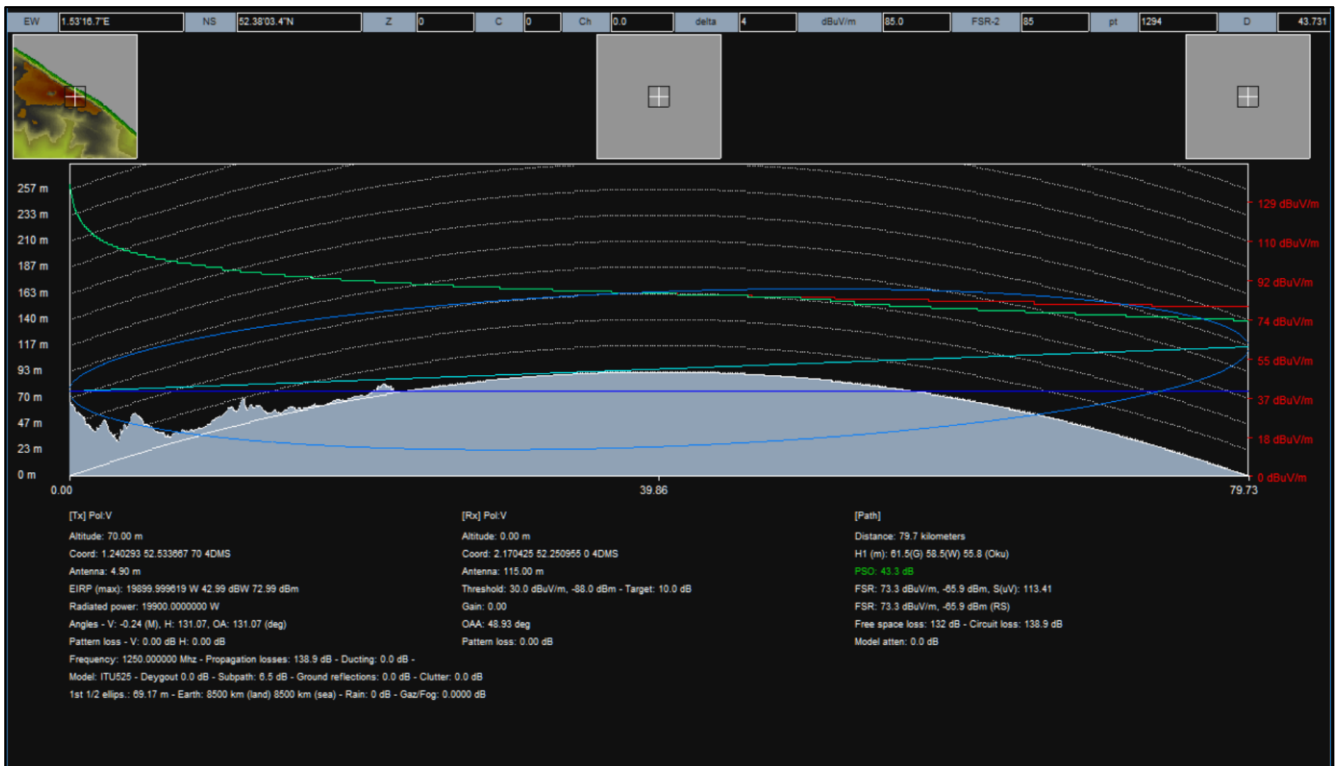 EW 1.53'16.7"E NS 52.38'03.4"N Z 0 C 0 Ch 0.0 delta 4 dBuV/m 85.0 FSR-2 85 pt 1294 D 43.731
257 m
233 m
210 m
187 m
163 m
140 m
117 m
93 m
70 m
47 m
23 m
0 m
129 dBuV/m
110 dBuV/m
92 dBuV/m
74 dBuV/m
55 dBuV/m
37 dBuV/m
18 dBuV/m
0 dBuV/m
0.00 39.86 79.73
[Tx] Pol:V
Altitude: 70.00 m
Coord: 1.240293 52.533667 70 4DMS
Antenna: 4.90 m
EIRP (max): 19899.999619 W 42.99 dBW 72.99 dBm
Radiated power: 19900.0000000 W
Angles - V: -0.24 (M), H: 131.07, OA: 131.07 (deg)
Pattern loss - V: 0.00 dB H: 0.00 dB
Frequency: 1250.000000 Mhz - Propagation losses: 138.9 dB - Ducting: 0.0 dB -
Model: ITU525 - Deygout 0.0 dB - Subpath: 6.5 dB - Ground reflections: 0.0 dB - Clutter: 0.0 dB
1st 1/2 ellips.: 69.17 m - Earth: 8500 km (land) 8500 km (sea) - Rain: 0 dB - Gaz/Fog: 0.0000 dB
[Rx] Pol:V
Altitude: 0.00 m
Coord: 2.170425 52.250955 0 4DMS
Antenna: 115.00 m
Threshold: 30.0 dBuV/m, -88.0 dBm - Target: 10.0 dB
Gain: 0.00
OAA: 48.93 deg
Pattern loss: 0.00 dB
[Path]
Distance: 79.7 kilometers
H1 (m): 61.5(G) 58.5(W) 55.8 (Oku)
PSO: 43.3 dB
FSR: 73.3 dBuV/m, -65.9 dBm, S(uV): 113.41
FSR: 73.3 dBuV/m, -65.9 dBm (RS)
Free space loss: 132 dB - Circuit loss: 138.9 dB
Model atten: 0.0 dB